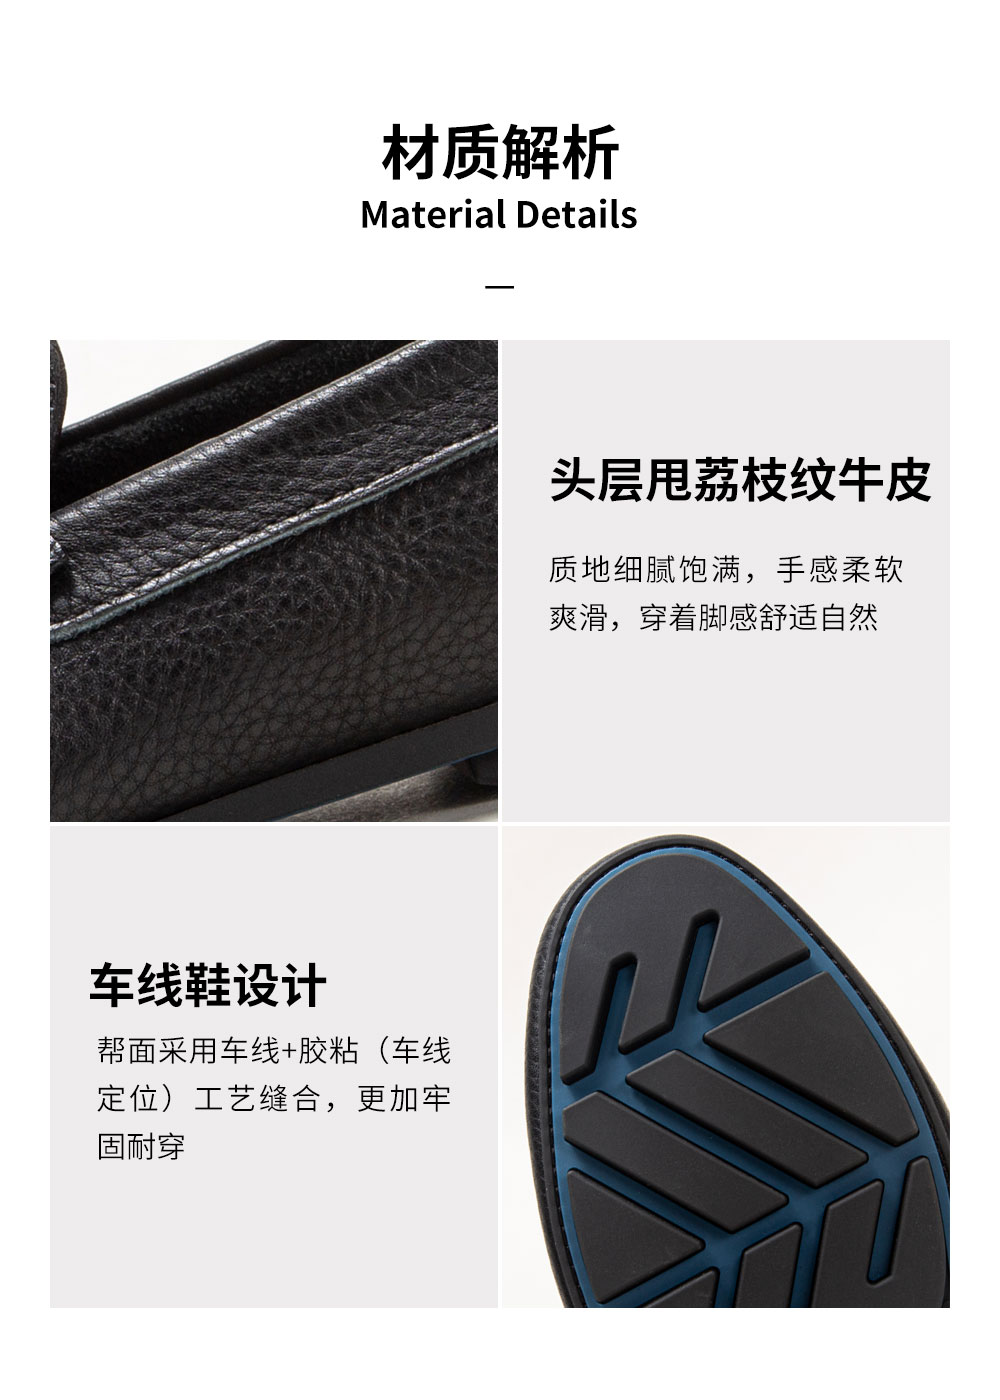 材质解析
Material Details
头层甩荔枝纹牛皮
质地细腻饱满，手感柔软
爽滑，穿着脚感舒适自然
车线鞋设计
帮面采用车线+胶粘（车线
定位）工艺缝合，更加牢
固耐穿